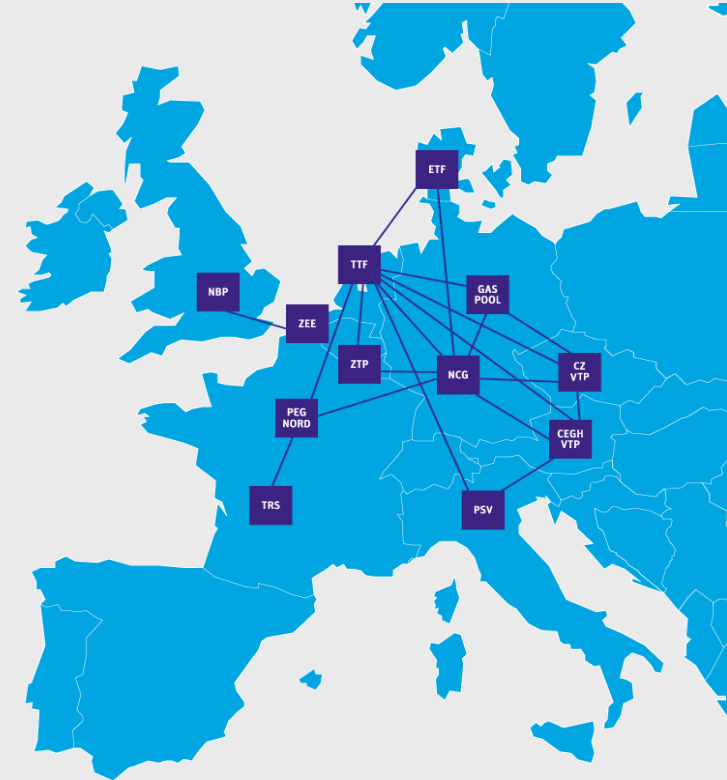 ETF
TTF
NBP
GAS
POOL
ZEE
ZTP
NCG
CZ
VTP
PEG
NORD
CEGH
VTP
TRS
PSV